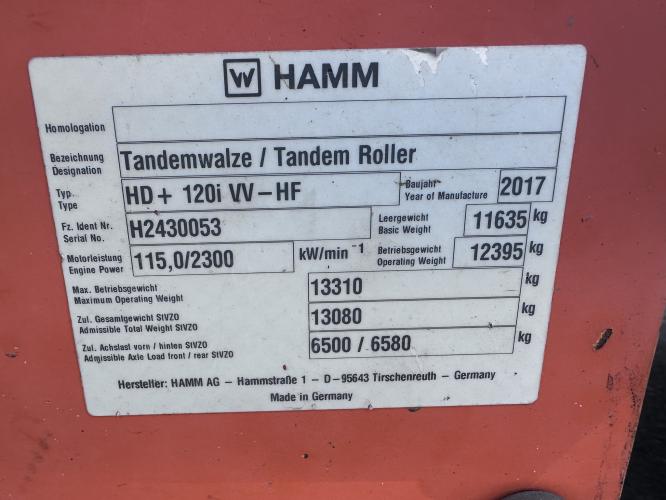 W HAMM
Homologation
Bezeichnung
Designation
Tandemwalze / Tandem Roller
Typ
Type
HD+ 120i VV-HF
Baujahr
Year of Manufacture
2017
Fz. Ident Nr.
Serial No.
H2430053
Leergewicht
Basic Weight
11635 kg
Motorleistung
Engine Power
115,0/2300 kW/min -1
Betriebsgewicht
Operating Weight
12395 kg
Max. Betriebsgewicht
Maximum Operating Weight
13310 kg
Zul. Gesamtgewicht StVZO
Admissible Total Weight StVZO
13080 kg
Zul. Achslast vorn / hinten StVZO
Admissible Axle Load front / rear StVZO
6500 / 6580 kg
Hersteller: HAMM AG - Hammstraße 1 - D-95643 Tirschenreuth - Germany
Made in Germany